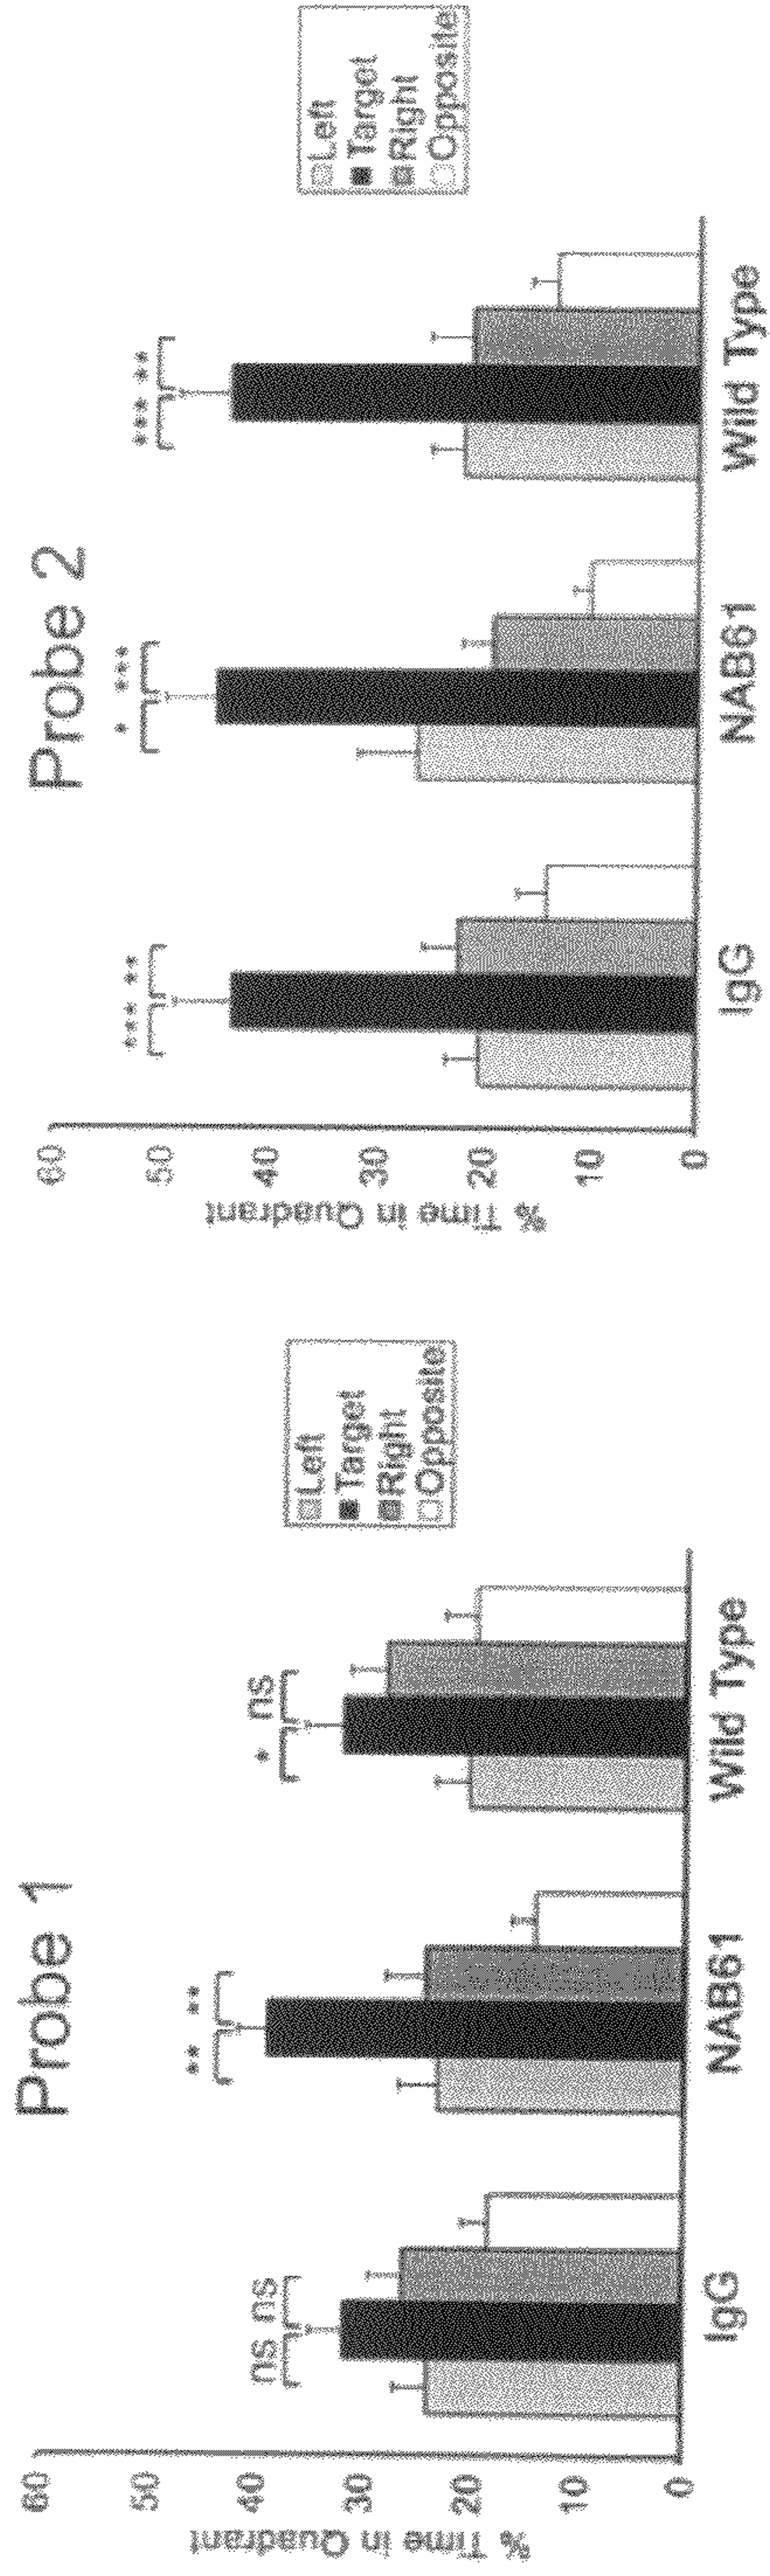 Probe 1
% Time in Quadrant
60
50
40
30
20
10
0
ns ns
** **
* ns
IgG
NAB61
Wild Type
Left
Target
Right
Opposite
Probe 2
% Time in Quadrant
60
50
40
30
20
10
0
*** **
* ***
*** **
IgG
NAB61
Wild Type
Left
Target
Right
Opposite